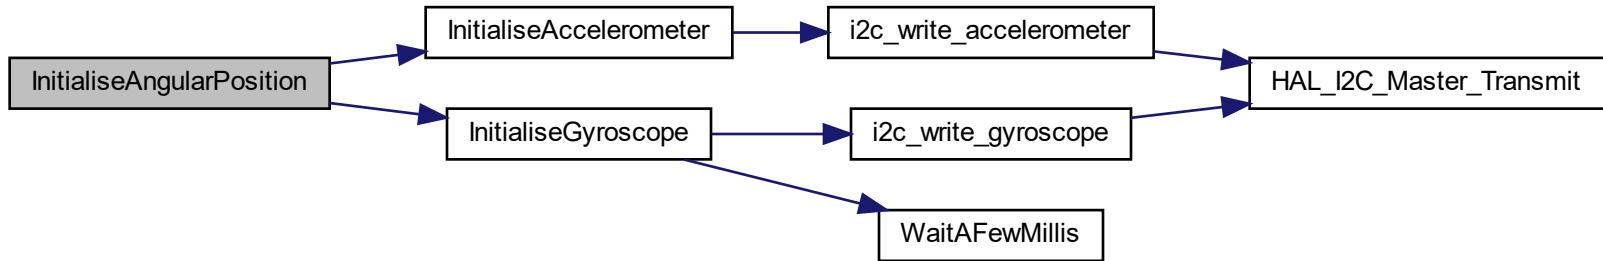 InitialiseAngularPosition
InitialiseAccelerometer
i2c_write_accelerometer
HAL_I2C_Master_Transmit
InitialiseGyroscope
i2c_write_gyroscope
WaitAFewMillis